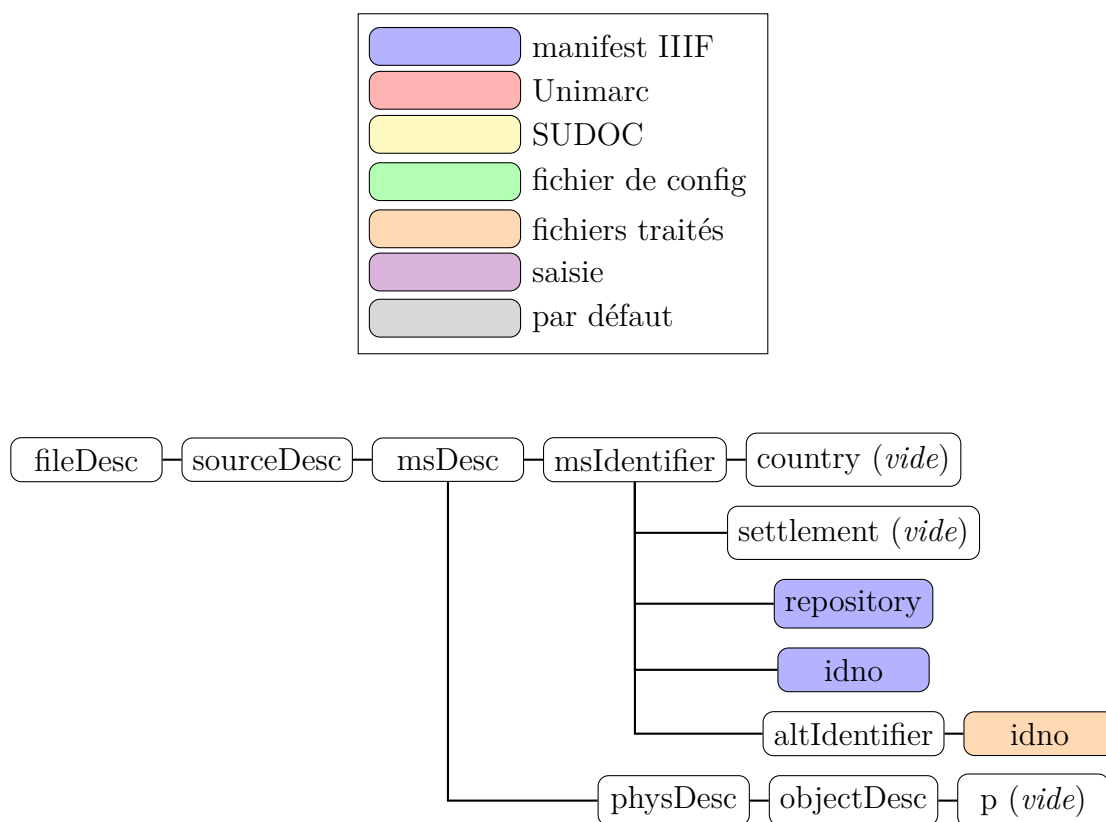 manifest IIIF
Unimarc
SUDOC
fichier de config
fichiers traités
saisie
par défaut
fileDesc sourceDesc msDesc msIdentifier country (vide)
settlement (vide)
repository
idno
altIdentifier idno
physDesc objectDesc p (vide)